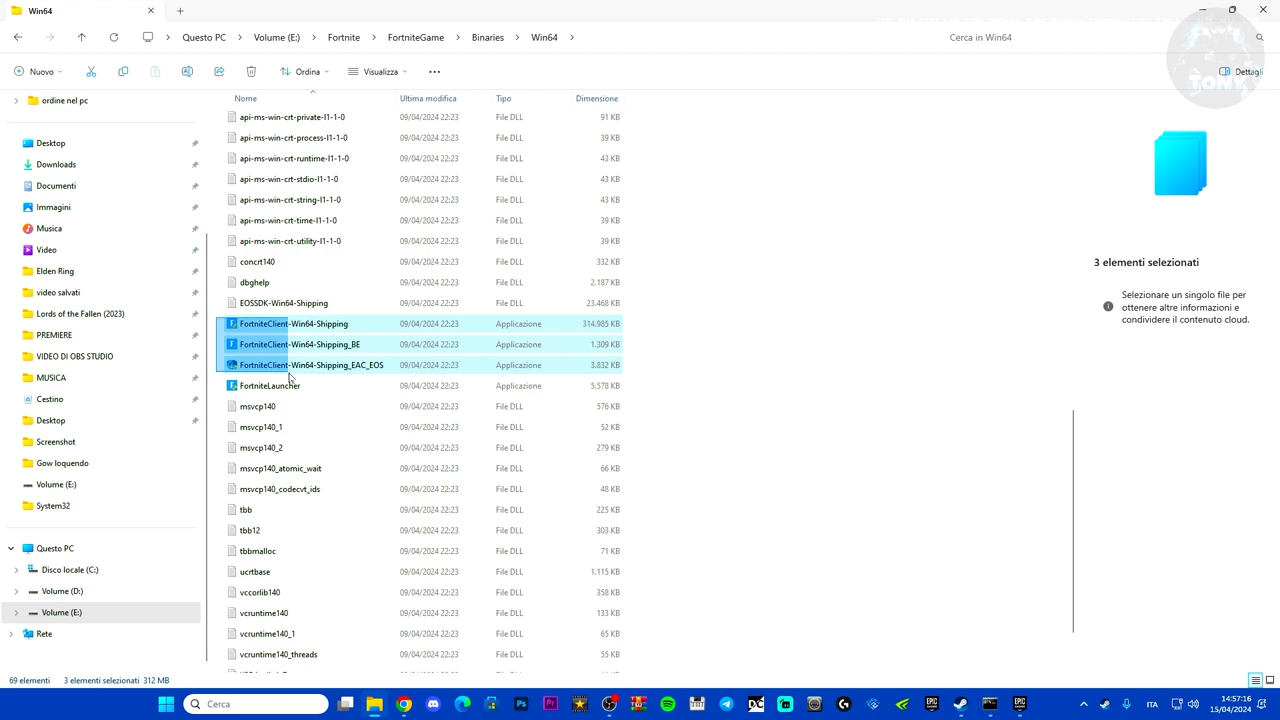 Win64
Questo PC > Volume (E:) > Fortnite > FortniteGame > Binaries > Win64 >
Cerca in Win64
Nuovo
Ordina
Visualizza
Dettagli
TONY
ordine nel pc
Desktop
Downloads
Documenti
Immagini
Musica
Video
Elden Ring
video salvati
Lords of the Fallen (2023)
PREMIERE
VIDEO DI OBS STUDIO
MUSICA
Cestino
Desktop
Screenshot
Gow loquendo
Volume (E:)
System32
Questo PC
Disco locale (C:)
Volume (D:)
Volume (E:)
Rete
Nome Ultima modifica Tipo Dimensione
api-ms-win-crt-private-l1-1-0 09/04/2024 22:23 File DLL 91 KB
api-ms-win-crt-process-l1-1-0 09/04/2024 22:23 File DLL 39 KB
api-ms-win-crt-runtime-l1-1-0 09/04/2024 22:23 File DLL 43 KB
api-ms-win-crt-stdio-l1-1-0 09/04/2024 22:23 File DLL 43 KB
api-ms-win-crt-string-l1-1-0 09/04/2024 22:23 File DLL 43 KB
api-ms-win-crt-time-l1-1-0 09/04/2024 22:23 File DLL 39 KB
api-ms-win-crt-utility-l1-1-0 09/04/2024 22:23 File DLL 39 KB
concrt140 09/04/2024 22:23 File DLL 332 KB
dbghelp 09/04/2024 22:23 File DLL 2.187 KB
EOSSDK-Win64-Shipping 09/04/2024 22:23 File DLL 23.468 KB
FortniteClient-Win64-Shipping 09/04/2024 22:23 Applicazione 314.985 KB
FortniteClient-Win64-Shipping_BE 09/04/2024 22:23 Applicazione 1.309 KB
FortniteClient-Win64-Shipping_EAC_EOS 09/04/2024 22:23 Applicazione 3.832 KB
FortniteLauncher 09/04/2024 22:23 Applicazione 5.578 KB
msvcp140 09/04/2024 22:23 File DLL 576 KB
msvcp140_1 09/04/2024 22:23 File DLL 52 KB
msvcp140_2 09/04/2024 22:23 File DLL 279 KB
msvcp140_atomic_wait 09/04/2024 22:23 File DLL 66 KB
msvcp140_codecvt_ids 09/04/2024 22:23 File DLL 48 KB
tbb 09/04/2024 22:23 File DLL 225 KB
tbb12 09/04/2024 22:23 File DLL 303 KB
tbbmalloc 09/04/2024 22:23 File DLL 71 KB
ucrtbase 09/04/2024 22:23 File DLL 1.115 KB
vccorlib140 09/04/2024 22:23 File DLL 358 KB
vcruntime140 09/04/2024 22:23 File DLL 133 KB
vcruntime140_1 09/04/2024 22:23 File DLL 65 KB
vcruntime140_threads 09/04/2024 22:23 File DLL 55 KB
3 elementi selezionati
Selezionare un singolo file per
ottenere altre informazioni e
condividere il contenuto cloud.
69 elementi 3 elementi selezionati 312 MB
Cerca
ITA
14:57:16
15/04/2024